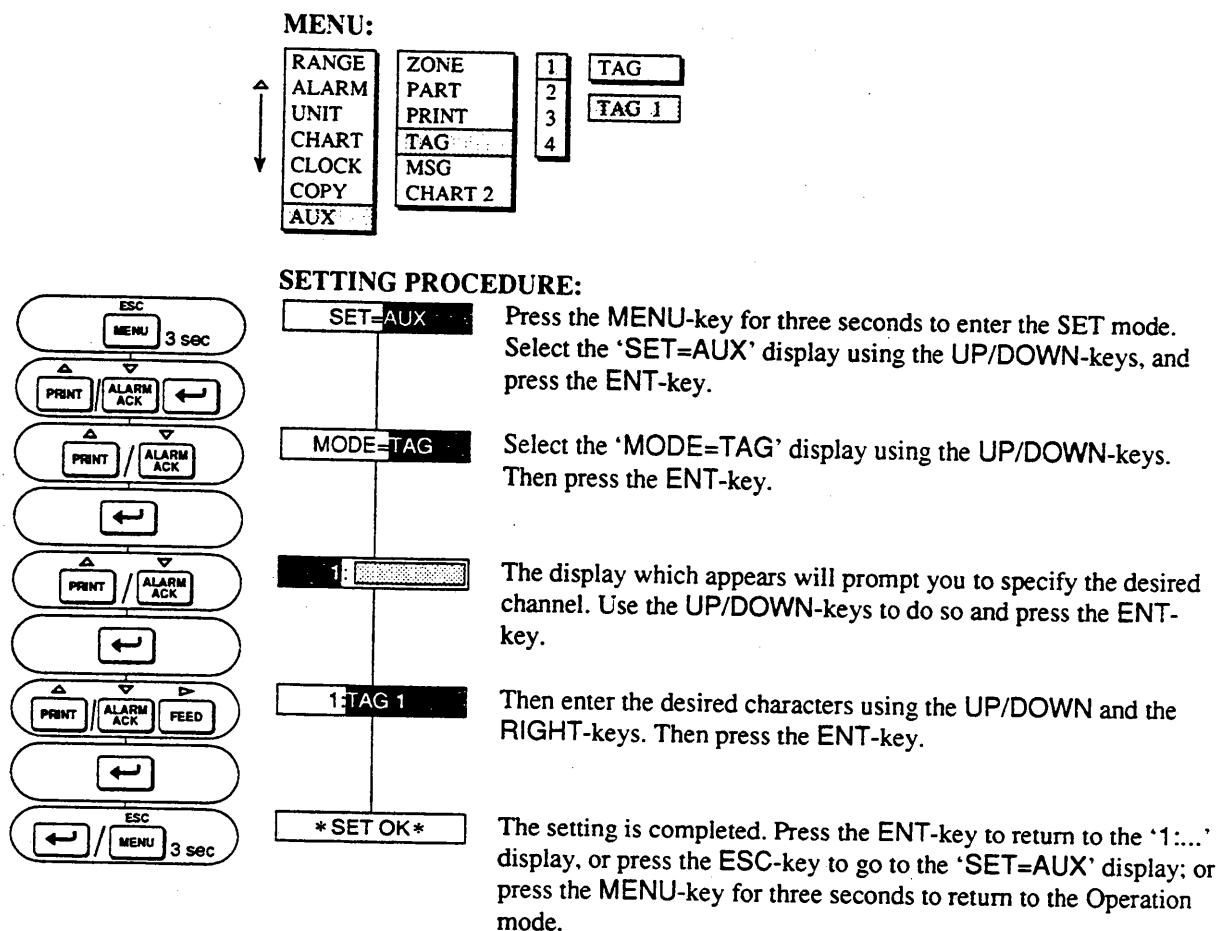 MENU:
RANGE
ALARM
UNIT
CHART
CLOCK
COPY
AUX
ZONE
PART
PRINT
TAG
MSG
CHART 2
1
2
3
4
TAG
TAG 1
SETTING PROCEDURE:
ESC
MENU 3 sec
SET=AUX
Press the MENU-key for three seconds to enter the SET mode.
Select the ‘SET=AUX’ display using the UP/DOWN-keys, and
press the ENT-key.
PRINT / ALARM ACK
MODE=TAG
Select the ‘MODE=TAG’ display using the UP/DOWN-keys.
Then press the ENT-key.
PRINT / ALARM ACK
1:
The display which appears will prompt you to specify the desired
channel. Use the UP/DOWN-keys to do so and press the ENT-
key.
PRINT / ALARM ACK
1:TAG 1
Then enter the desired characters using the UP/DOWN and the
RIGHT-keys. Then press the ENT-key.
PRINT / ALARM ACK FEED
*SET OK*
The setting is completed. Press the ENT-key to return to the ‘1:...’
display, or press the ESC-key to go to the ‘SET=AUX’ display; or
press the MENU-key for three seconds to return to the Operation
mode.
/ ESC
MENU 3 sec